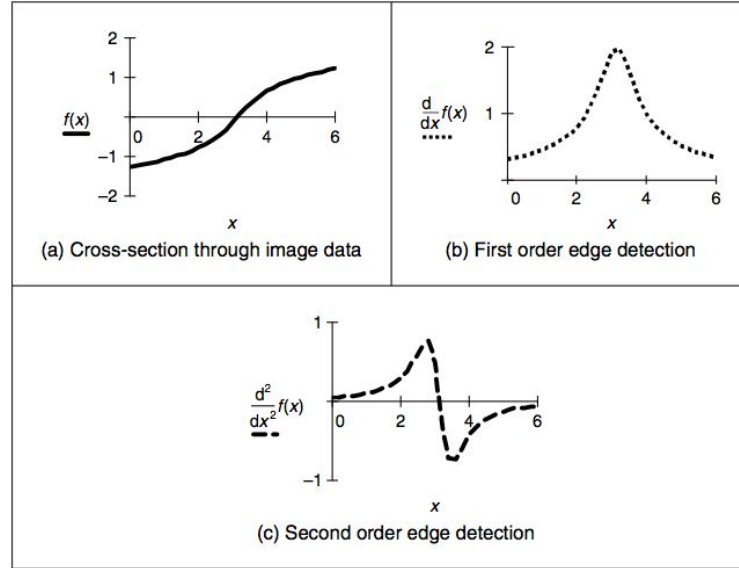 2
1
f(x)
0 2 4 6
−1
−2
x
(a) Cross-section through image data
2
d/dx f(x)
1
0 2 4 6
x
(b) First order edge detection
1
d²/dx² f(x)
0 2 4 6
−1
x
(c) Second order edge detection